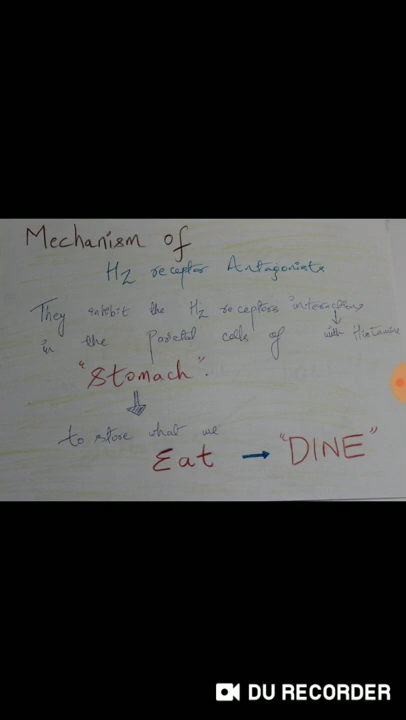 Mechanism of
H2 receptor Antagonists
They inhibit the H2 receptors interactions
in the Parietal cells of with Histamine
"Stomach".
to store what we
Eat → "DINE"
DU RECORDER